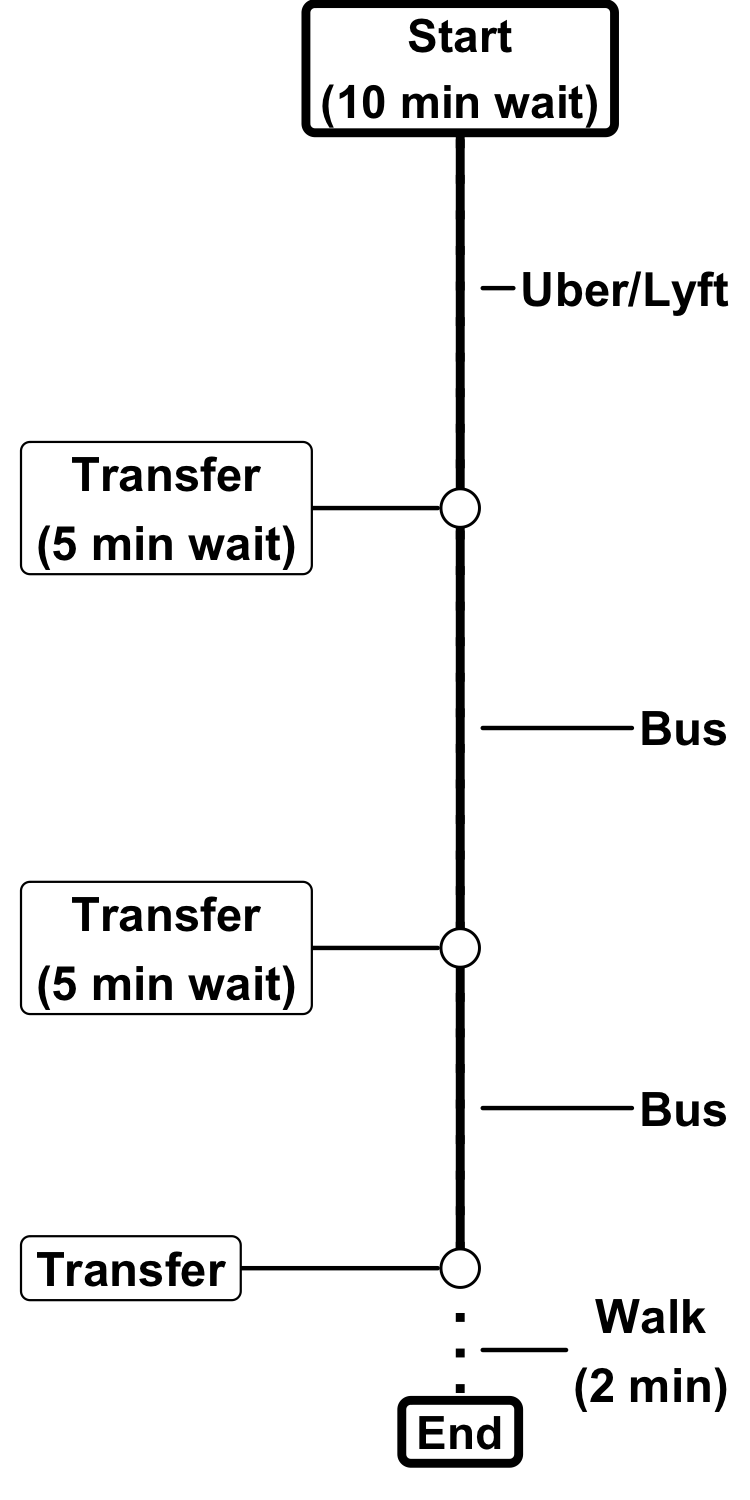 Start
(10 min wait)
Uber/Lyft
Transfer
(5 min wait)
Bus
Transfer
(5 min wait)
Bus
Transfer
Walk
(2 min)
End